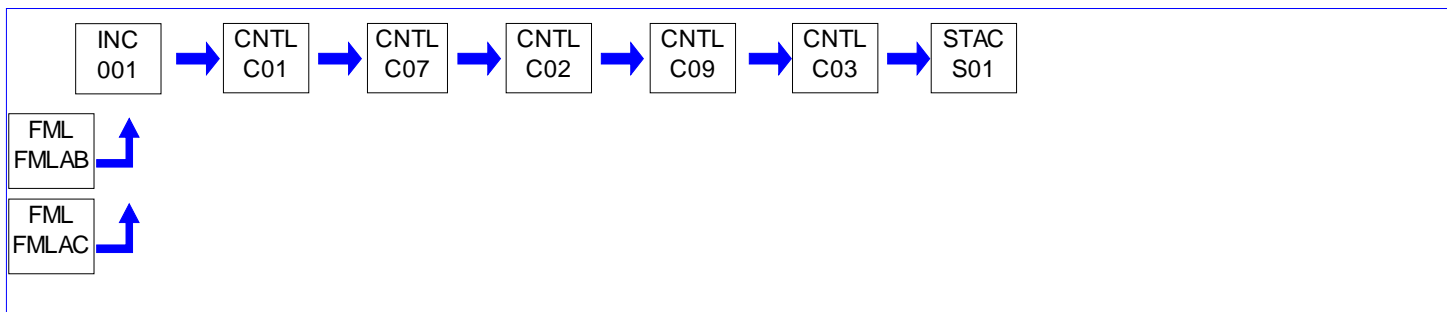 INC
001
CNTL
C01
CNTL
C07
CNTL
C02
CNTL
C09
CNTL
C03
STAC
S01
FML
FMLAB
FML
FMLAC